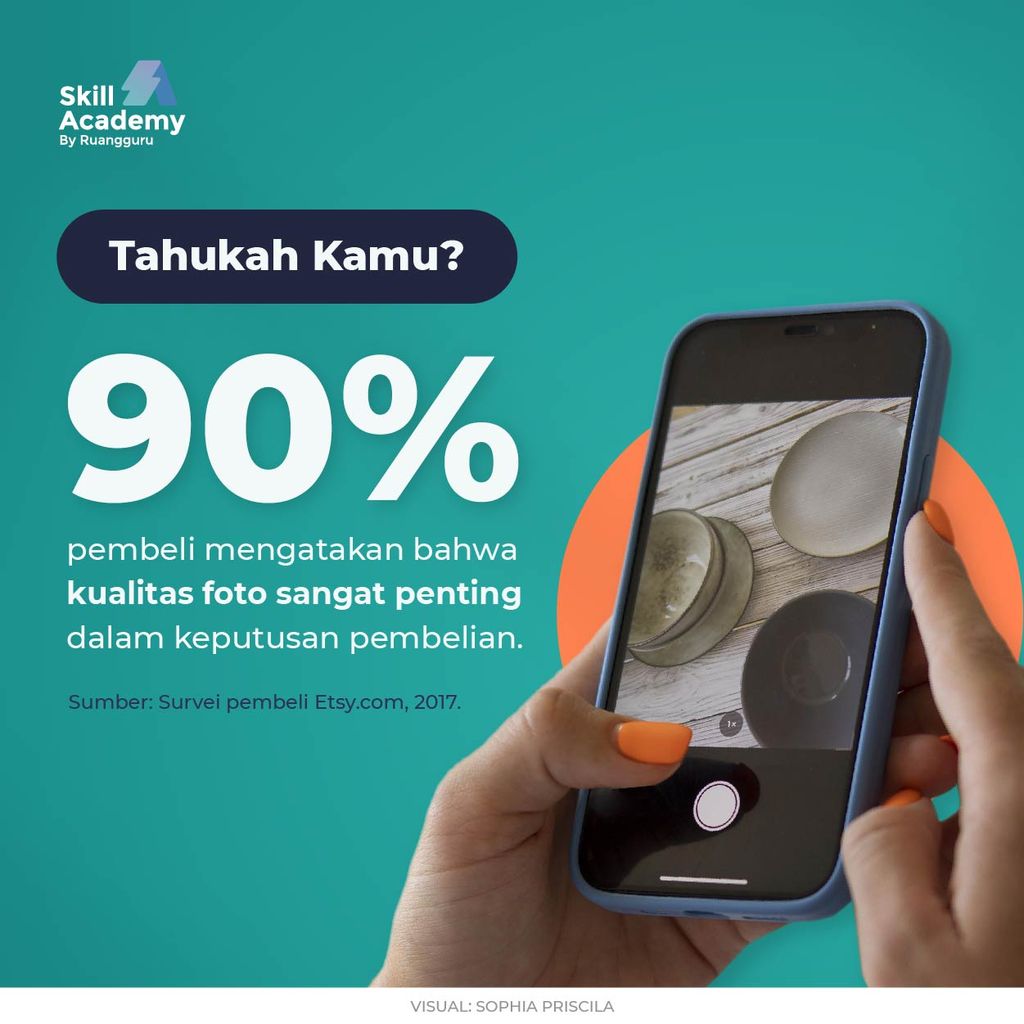 Skill
Academy
By Ruangguru
Tahukah Kamu?
90%
pembeli mengatakan bahwa
kualitas foto sangat penting
dalam keputusan pembelian.
Sumber: Survei pembeli Etsy.com, 2017.
1×
VISUAL: SOPHIA PRISCILA